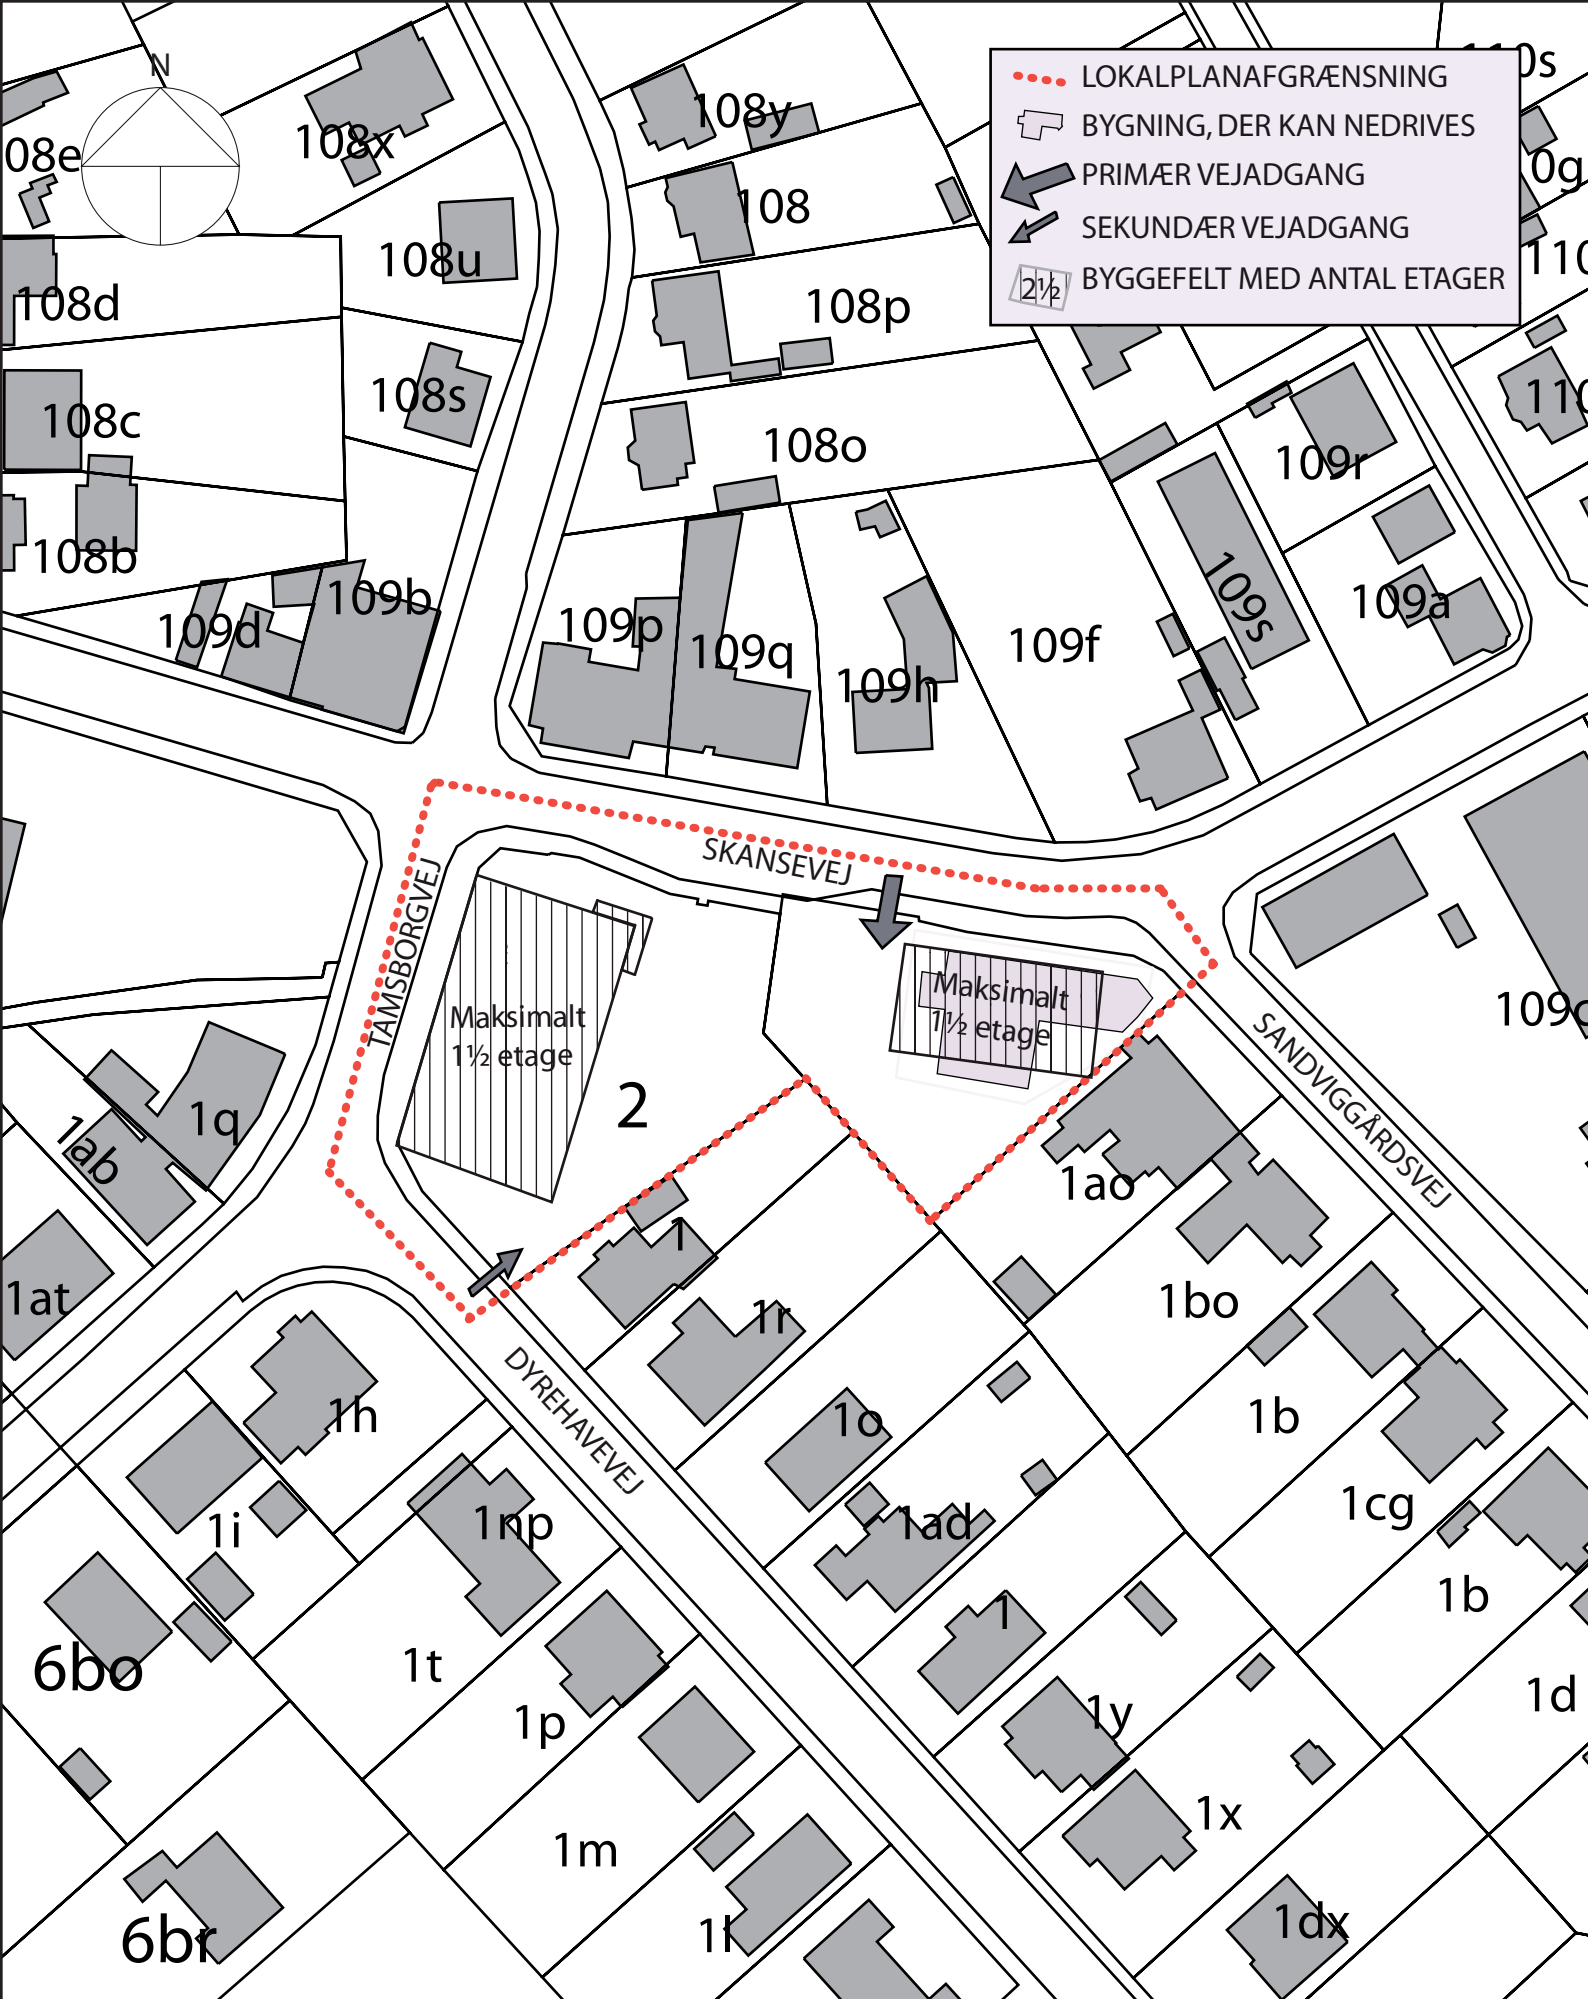 N
LOKALPLANAFGRÆNSNING
BYGNING, DER KAN NEDRIVES
PRIMÆR VEJADGANG
SEKUNDÆR VEJADGANG
2½
BYGGEFELT MED ANTAL ETAGER
08e
108x
108y
108
108u
108d
108p
108s
108c
108o
108b
109b
109d
109p
109q
109h
109f
109s
109r
109a
0g
SKANSEVEJ
TAMSBORGVEJ
Maksimalt
1½ etage
Maksimalt
1½ etage
2
SANDVIGGÅRDSVEJ
1q
1ab
1at
1
1ao
1bo
1r
DYREHAVEVEJ
1h
1o
1b
1i
1np
1ad
1cg
1b
1
6bo
1t
1p
1y
1d
1x
1m
6br
1l
1dx